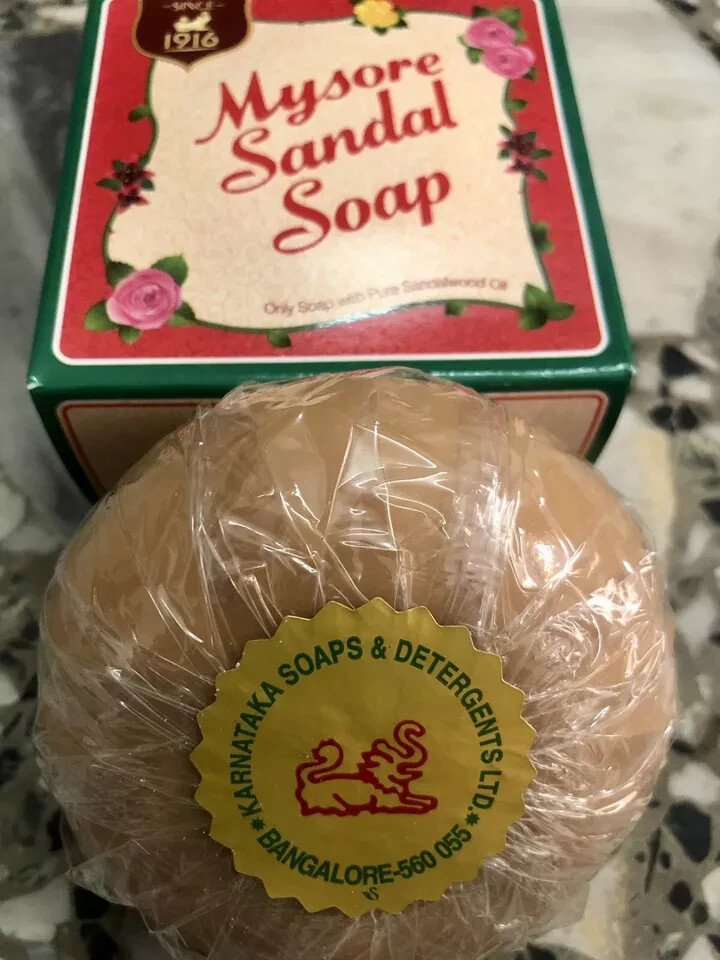 SINCE
1916
Mysore
Sandal
Soap
Only Soap with Pure Sandalwood Oil
KARNATAKA SOAPS & DETERGENTS LTD.
* BANGALORE-560 055 *